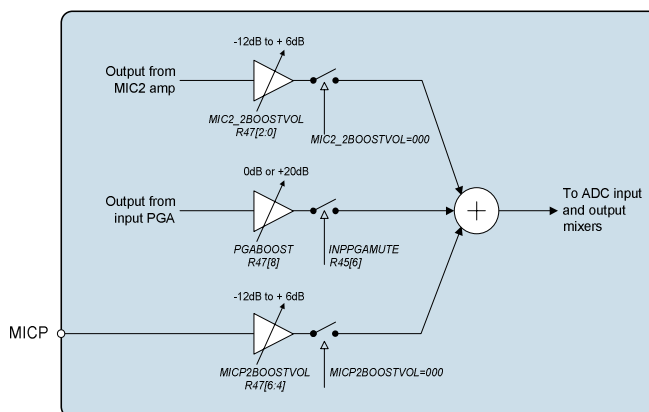 -12dB to + 6dB
Output from
MIC2 amp
MIC2_2BOOSTVOL
R47[2:0]
MIC2_2BOOSTVOL=000
0dB or +20dB
Output from
input PGA
PGABOOST
R47[8]
INPPGAMUTE
R45[6]
To ADC input
and output
mixers
-12dB to + 6dB
MICP
MICP2BOOSTVOL
R47[6:4]
MICP2BOOSTVOL=000